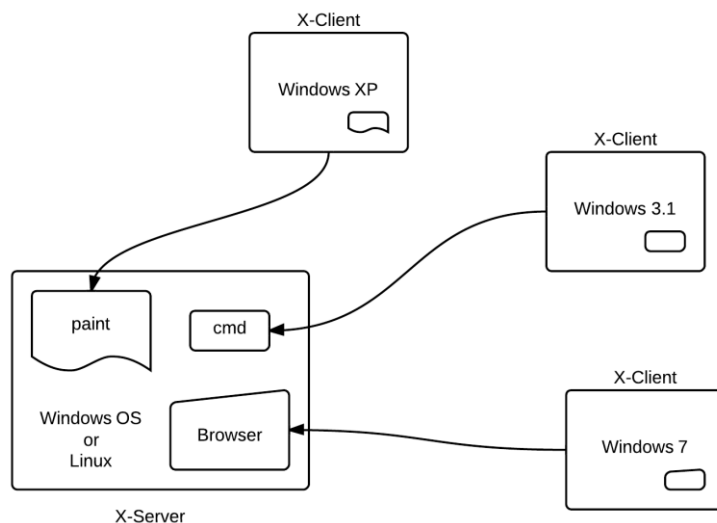 X-Client
Windows XP
X-Client
Windows 3.1
paint
cmd
X-Client
Windows OS
or
Linux
Browser
Windows 7
X-Server